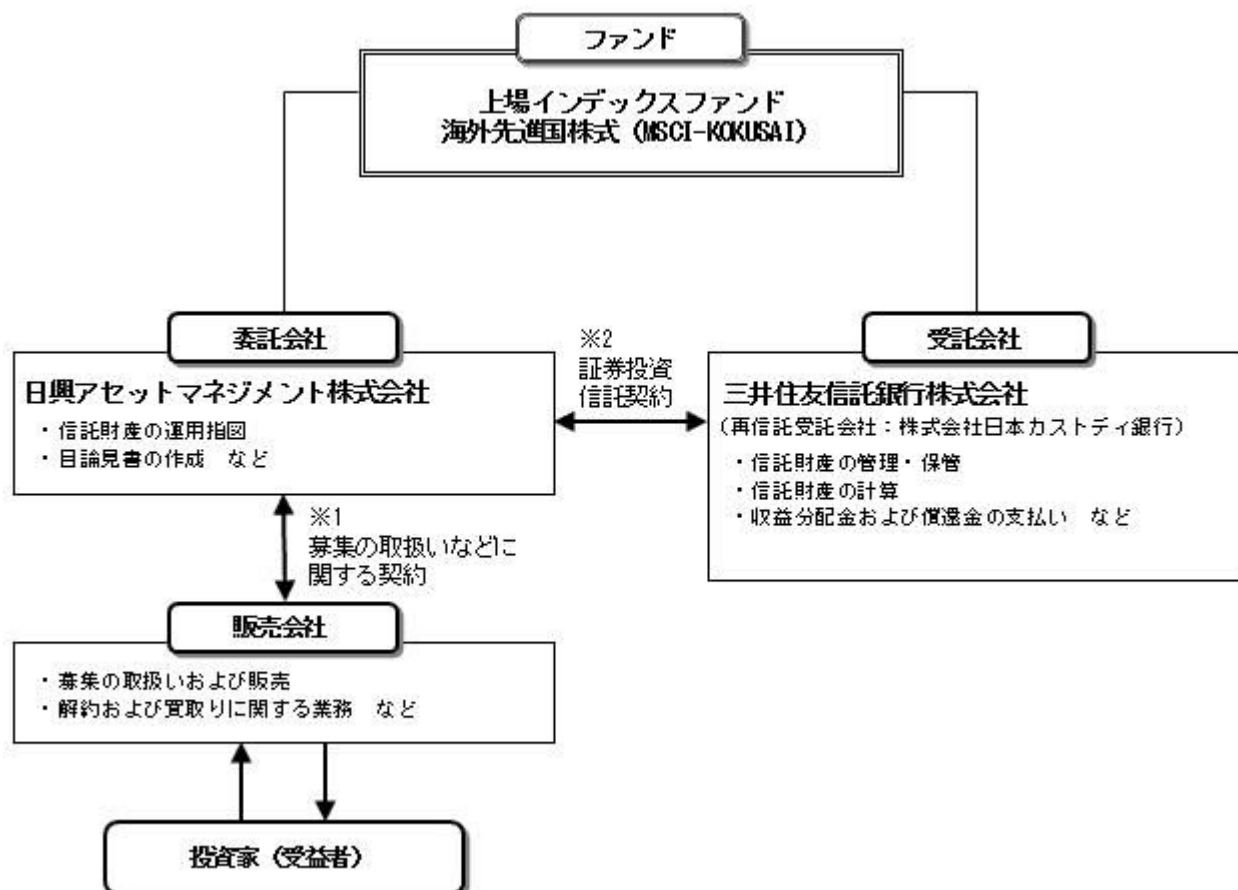 ファンド
上場インデックスファンド
海外先進国株式 (MSCI-KOKUSAI)
委託会社
日興アセットマネジメント株式会社
・信託財産の運用指図
・目論見書の作成 など
※2
証券投資
信託契約
受託会社
三井住友信託銀行株式会社
(再信託受託会社:株式会社日本カストディ銀行)
・信託財産の管理・保管
・信託財産の計算
・収益分配金および償還金の支払い など
※1
募集の取扱いなどに
関する契約
販売会社
・募集の取扱いおよび販売
・解約および買取りに関する業務 など
投資家 (受益者)